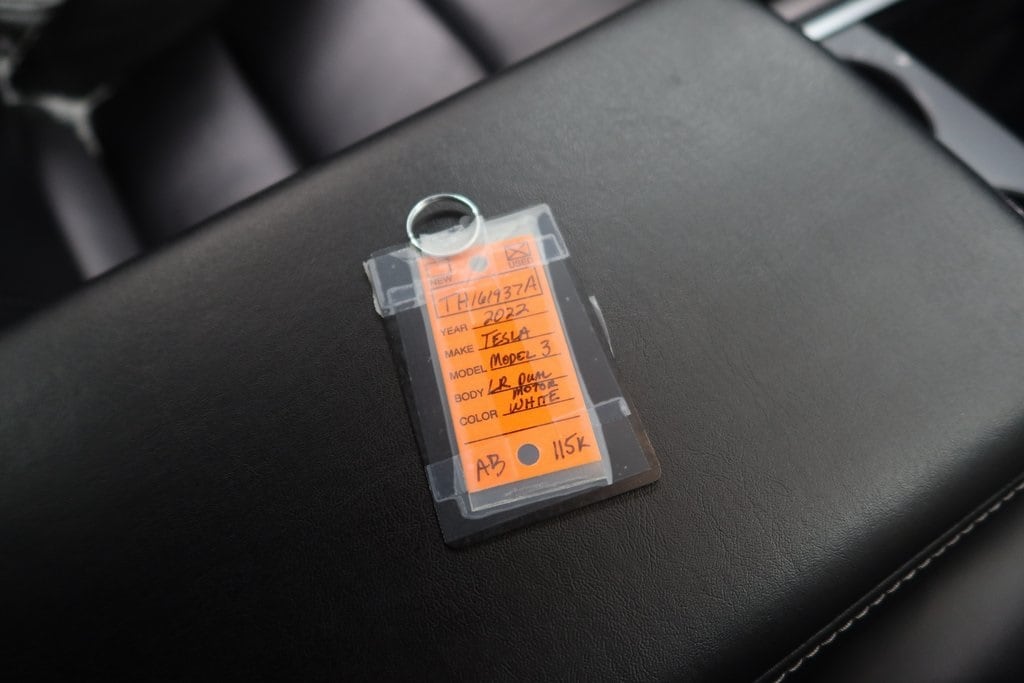 NEW USED
TH161937A
YEAR 2022
MAKE TESLA
MODEL MODEL 3
BODY LR DUAL
MOTOR
COLOR WHITE
AB 115K